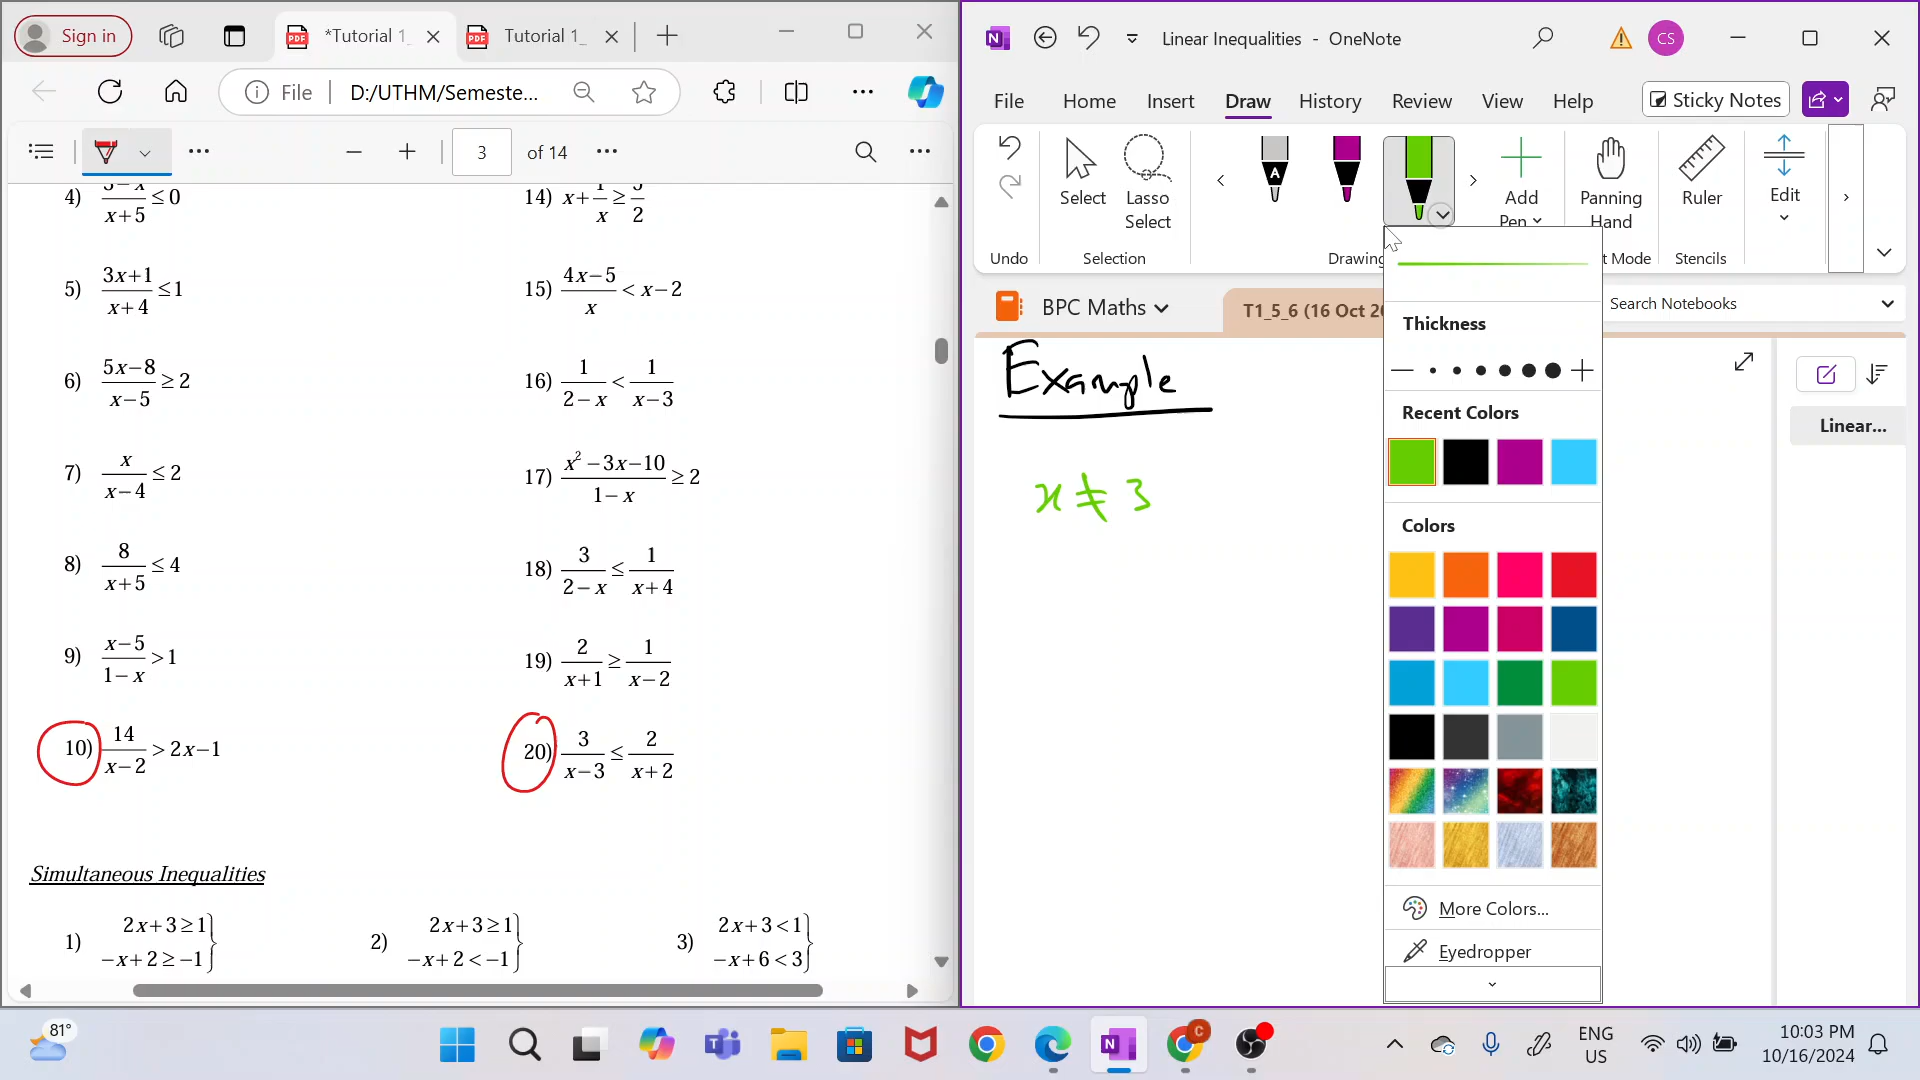 Sign in
*Tutorial 1_
Tutorial 1_
File
D:/UTHM/Semeste...
3
of 14
4) 3−x/x+5 ≤ 0
5) 3x+1/x+4 ≤ 1
6) 5x−8/x−5 ≥ 2
7) x/x−4 ≤ 2
8) 8/x+5 ≤ 4
9) x−5/1−x > 1
10) 14/x−2 > 2x−1
14) x+1/x ≥ 5/2
15) 4x−5/x < x−2
16) 1/2−x < 1/x−3
17) x²−3x−10/1−x ≥ 2
18) 3/2−x ≤ 1/x+4
19) 2/x+1 ≥ 1/x−2
20) 3/x−3 ≤ 2/x+2
Simultaneous Inequalities
1) 2x+3≥1
−x+2≥−1}
2) 2x+3≥1
−x+2<−1}
3) 2x+3<1
−x+6<3}
Linear Inequalities - OneNote
CS
File Home Insert Draw History Review View Help
Sticky Notes
Select
Lasso Select
Add Pen
Panning Hand
Ruler
Edit
Undo
Selection
Drawing
t Mode
Stencils
BPC Maths
T1_5_6 (16 Oct 20
Search Notebooks
Example
x ≠ 3
Thickness
Recent Colors
Colors
More Colors...
Eyedropper
Linear...
81°
ENG
US
10:03 PM
10/16/2024